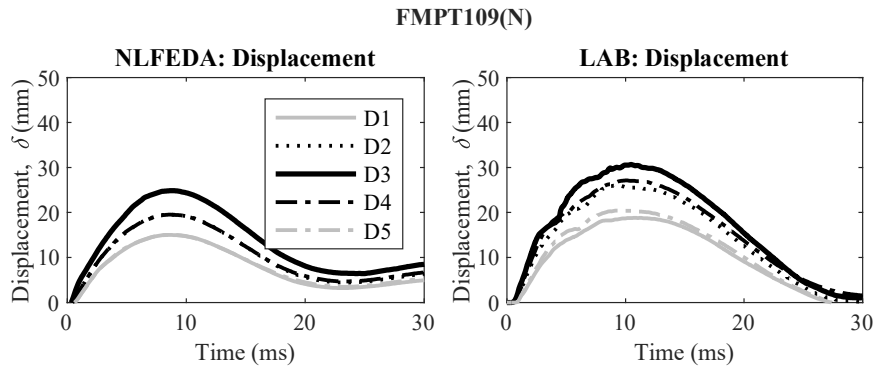 FMPT109(N)
NLFEDA: Displacement
Displacement, δ (mm)
50
40
30
20
10
0
0 10 20 30
Time (ms)
D1
D2
D3
D4
D5
LAB: Displacement
Displacement, δ (mm)
50
40
30
20
10
0
0 10 20 30
Time (ms)